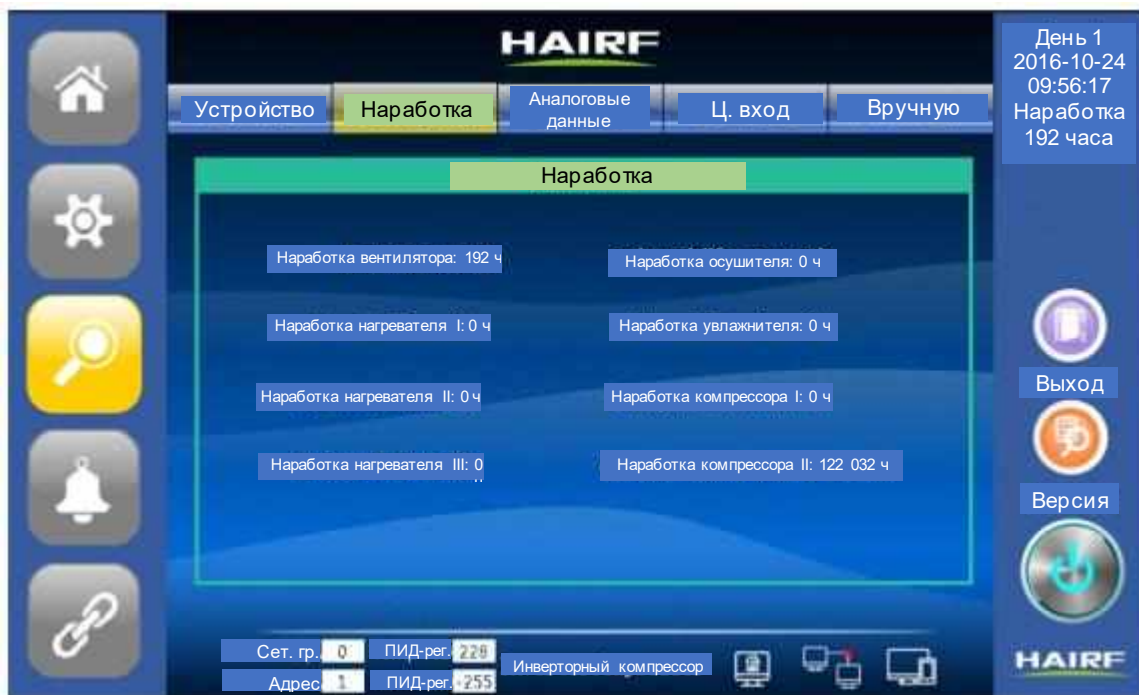 HAIRF
День 1
2016-10-24
09:56:17
Наработка
192 часа
Устройство
Наработка
Аналоговые
данные
Ц. вход
Вручную
Наработка
Наработка вентилятора: 192 ч
Наработка осушителя: 0 ч
Наработка нагревателя I: 0 ч
Наработка увлажнителя: 0 ч
Наработка нагревателя II: 0 ч
Наработка компрессора I: 0 ч
Наработка нагревателя III: 0
Наработка компрессора II: 122 032 ч
Выход
Версия
Сет. гр. 0 ПИД-рег. 228
Инверторный компрессор
Адрес 1 ПИД-рег. -255
HAIRF